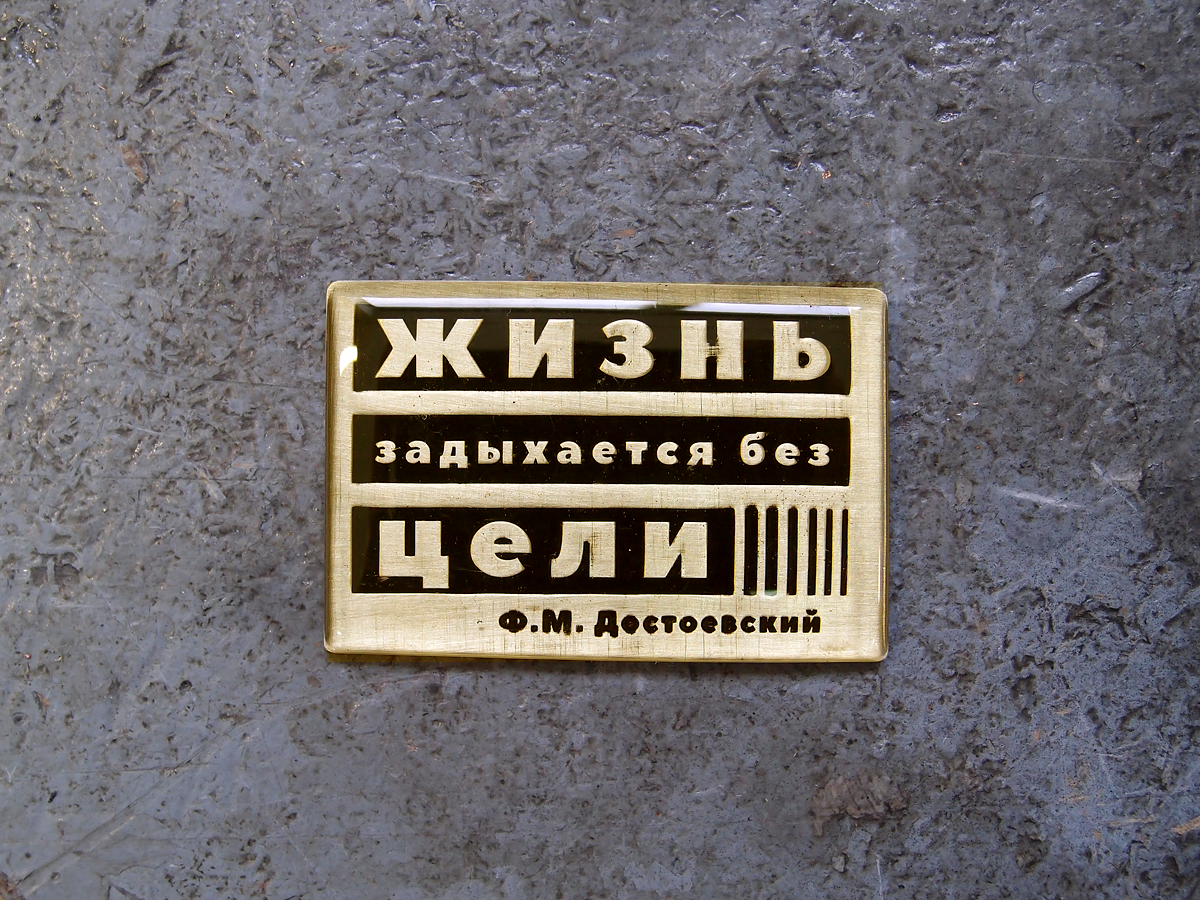 жизнь
задыхается без
цели
Ф.М. Достоевский